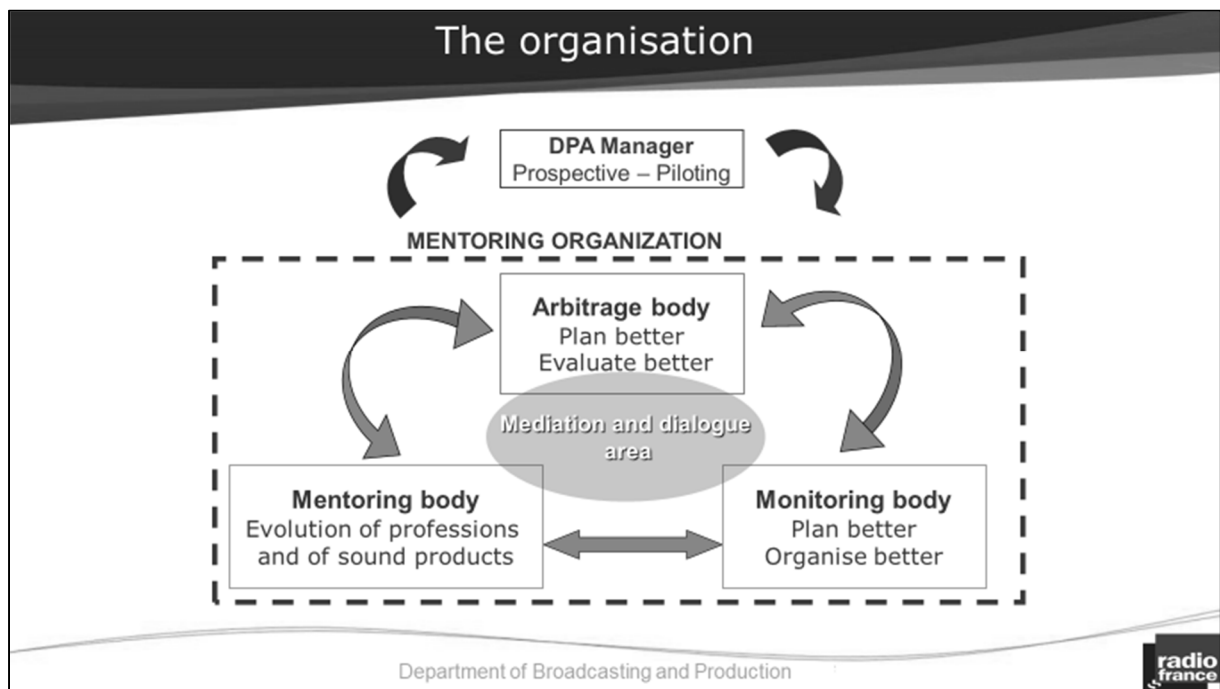 The organisation
DPA Manager
Prospective – Piloting
MENTORING ORGANIZATION
Arbitrage body
Plan better
Evaluate better
Mediation and dialogue
area
Mentoring body
Evolution of professions
and of sound products
Monitoring body
Plan better
Organise better
Department of Broadcasting and Production
radio
france